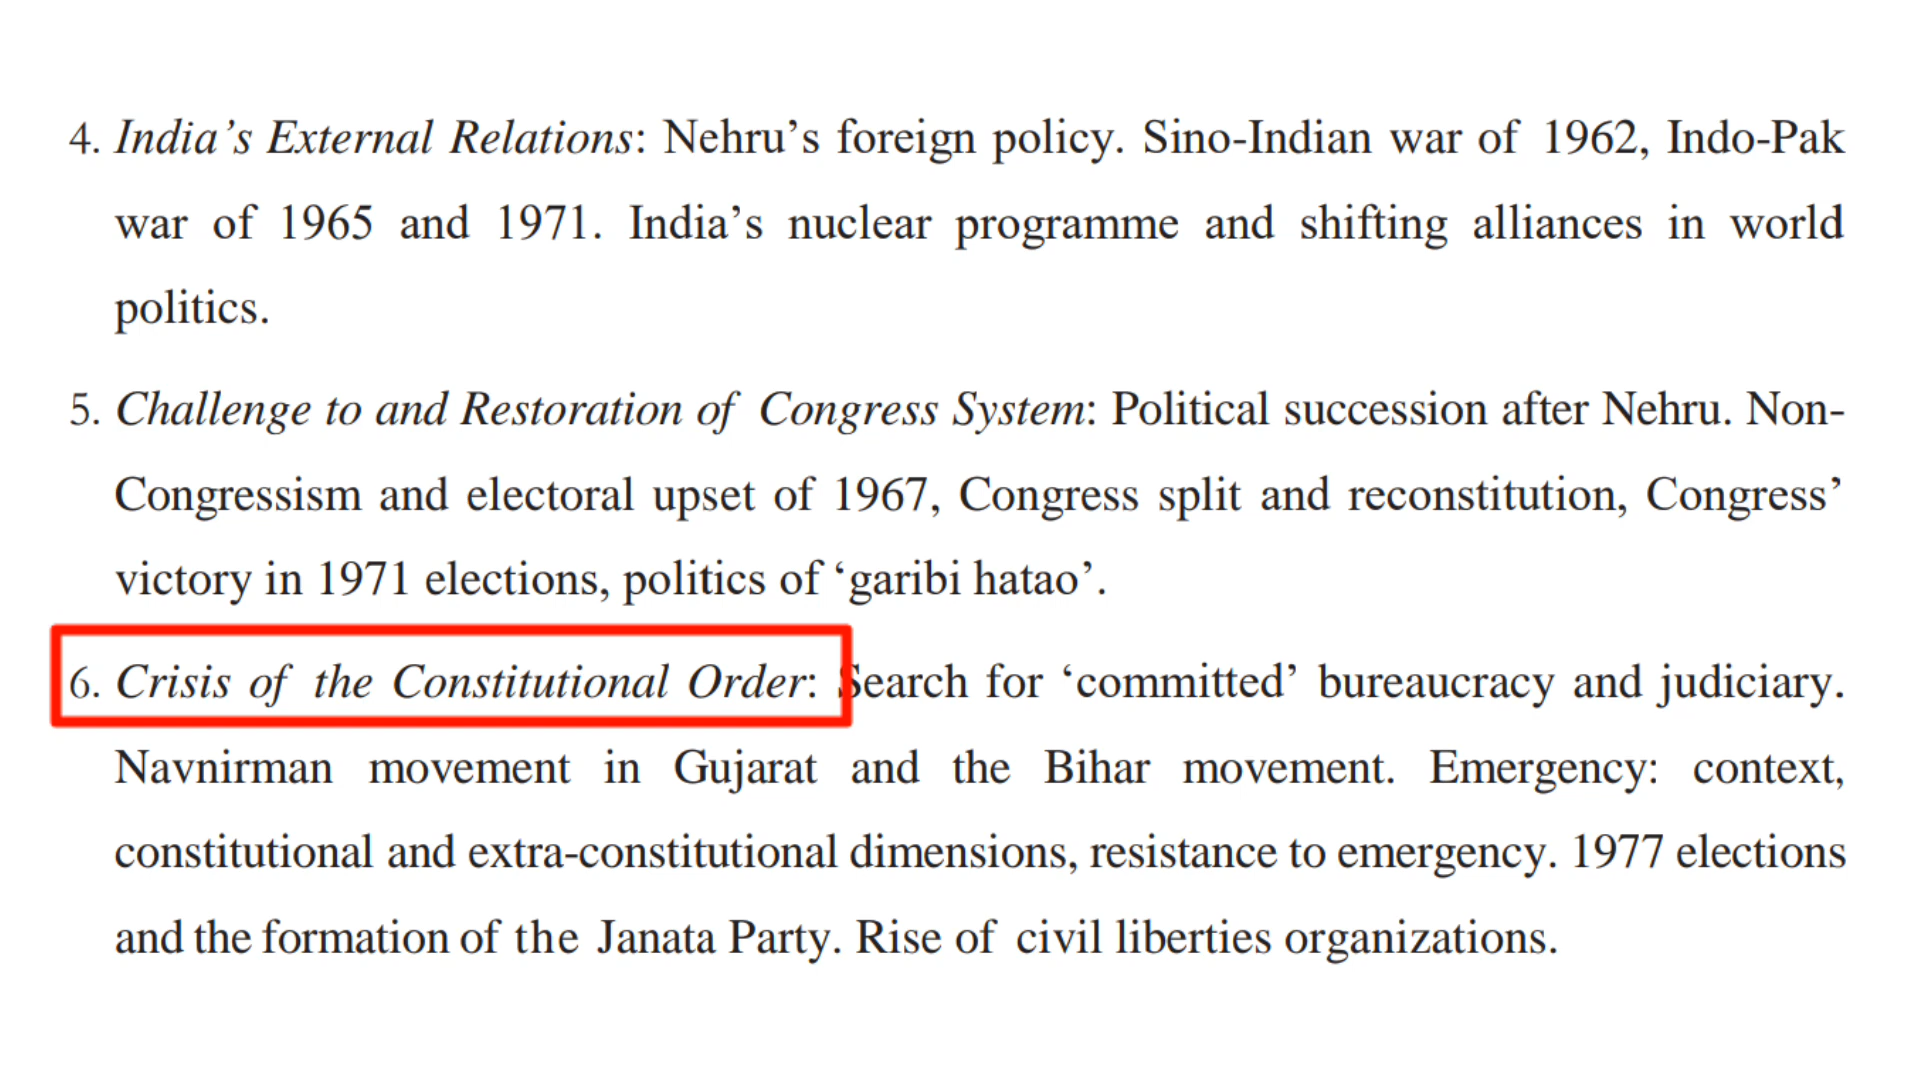 4. India’s External Relations: Nehru’s foreign policy. Sino-Indian war of 1962, Indo-Pak
war of 1965 and 1971. India’s nuclear programme and shifting alliances in world
politics.
5. Challenge to and Restoration of Congress System: Political succession after Nehru. Non-
Congressism and electoral upset of 1967, Congress split and reconstitution, Congress’
victory in 1971 elections, politics of ‘garibi hatao’.
6. Crisis of the Constitutional Order: Search for ‘committed’ bureaucracy and judiciary.
Navnirman movement in Gujarat and the Bihar movement. Emergency: context,
constitutional and extra-constitutional dimensions, resistance to emergency. 1977 elections
and the formation of the Janata Party. Rise of civil liberties organizations.